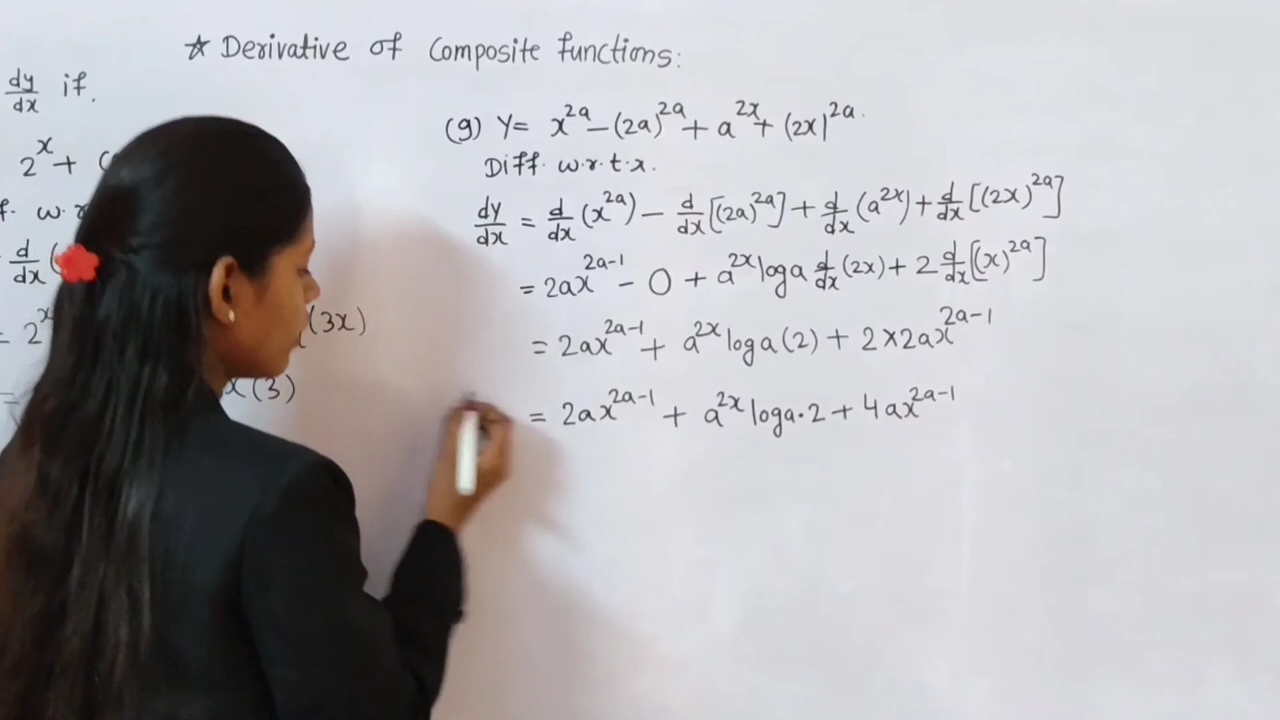 ★ Derivative of Composite functions:
dy/dx if.
2^x +
w.
d/dx (
= 2^x (3x)
= x(3)
(9) Y= x^{2a} - (2a)^{2a} + a^{2x} + (2x)^{2a}.
Diff. w.r.t.x.
dy/dx = d/dx (x^{2a}) - d/dx [(2a)^{2a}] + d/dx (a^{2x}) + d/dx [(2x)^{2a}]
= 2ax^{2a-1} - 0 + a^{2x} loga d/dx (2x) + 2 d/dx [(x)^{2a}]
= 2ax^{2a-1} + a^{2x} loga (2) + 2×2ax^{2a-1}
= 2ax^{2a-1} + a^{2x} loga·2 + 4ax^{2a-1}